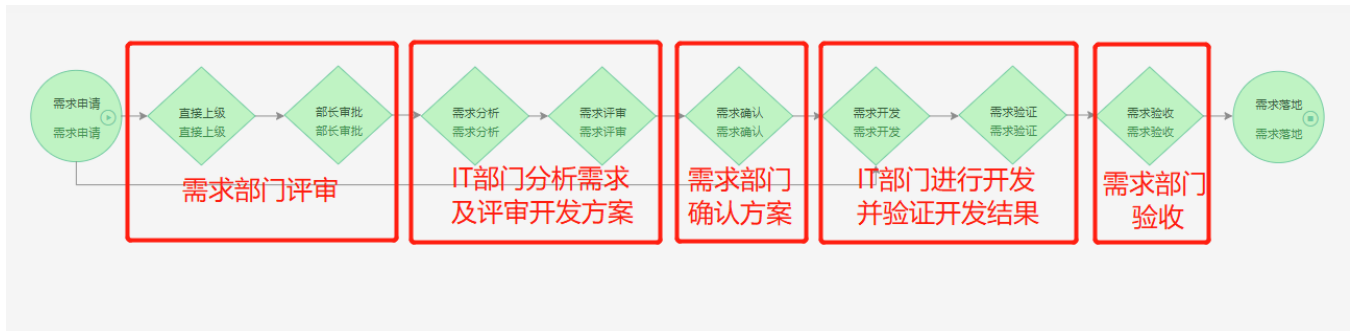 需求申请
需求申请
直接上级
直接上级
部长审批
部长审批
需求部门评审
需求分析
需求分析
需求评审
需求评审
IT部门分析需求
及评审开发方案
需求确认
需求确认
需求部门
确认方案
需求开发
需求开发
需求验证
需求验证
IT部门进行开发
并验证开发结果
需求验收
需求验收
需求部门
验收
需求落地
需求落地